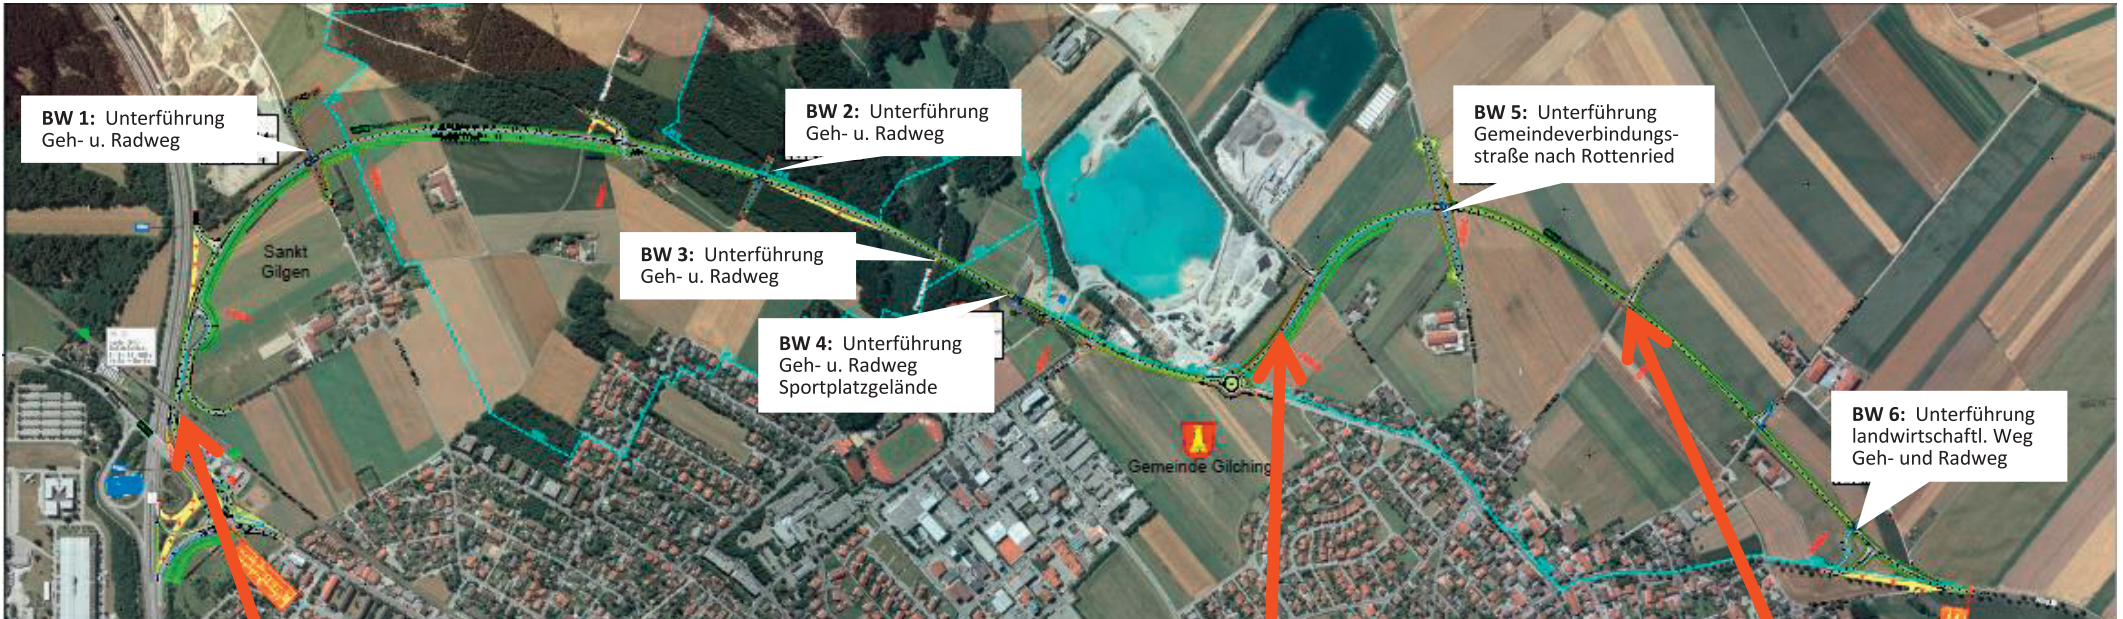 BW 1: Unterführung
Geh- u. Radweg
BW 2: Unterführung
Geh- u. Radweg
BW 5: Unterführung
Gemeindeverbindungs-
straße nach Rottenried
BW 3: Unterführung
Geh- u. Radweg
Sankt
Gilgen
BW 4: Unterführung
Geh- u. Radweg
Sportplatzgelände
BW 6: Unterführung
landwirtschaftl. Weg
Geh- und Radweg
Gemeinde Gilching